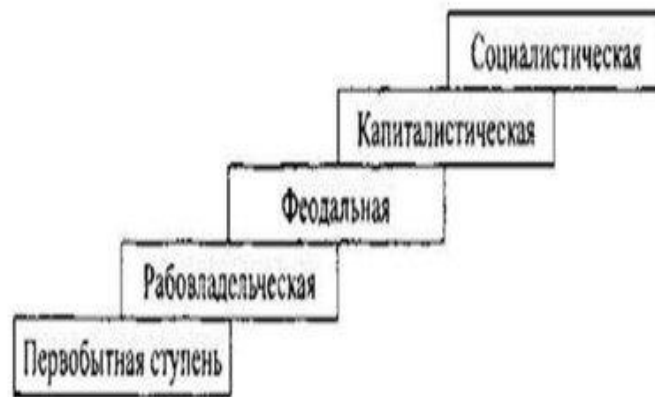 Социалистическая
Капиталистическая
Феодальная
Рабовладельческая
Первобытная ступень